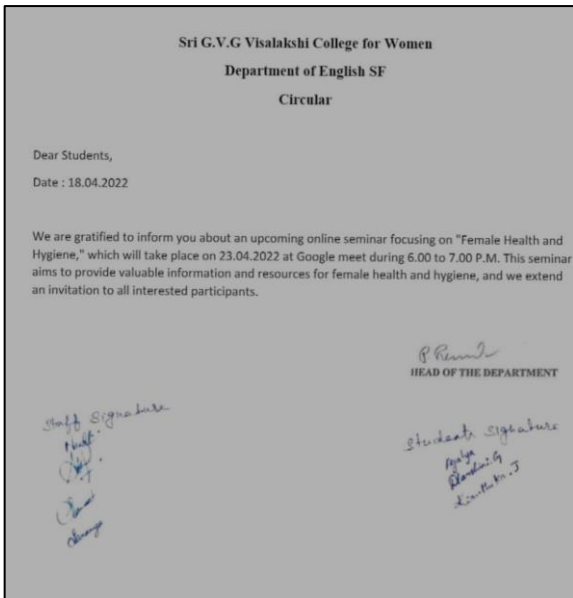 Sri G.V.G Visalakshi College for Women
Department of English SF
Circular
Dear Students,
Date : 18.04.2022
We are gratified to inform you about an upcoming online seminar focusing on "Female Health and
Hygiene," which will take place on 23.04.2022 at Google meet during 6.00 to 7.00 P.M. This seminar
aims to provide valuable information and resources for female health and hygiene, and we extend
an invitation to all interested participants.
HEAD OF THE DEPARTMENT
Staff Signature
Students Signature